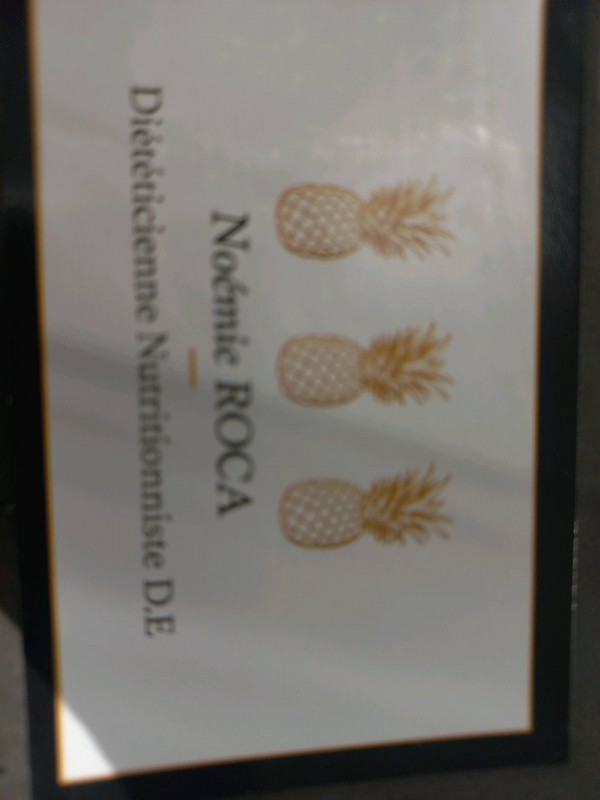 Noémie ROCA
Diététicienne Nutritionniste D.E